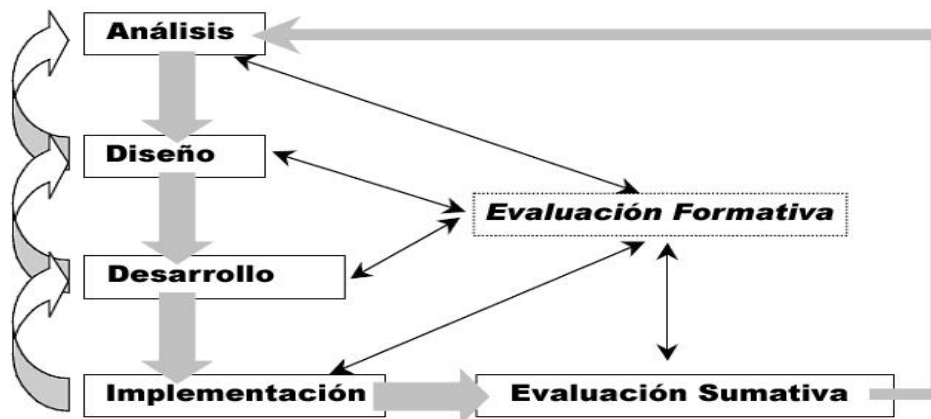 Análisis
Diseño
Evaluación Formativa
Desarrollo
Implementación
Evaluación Sumativa